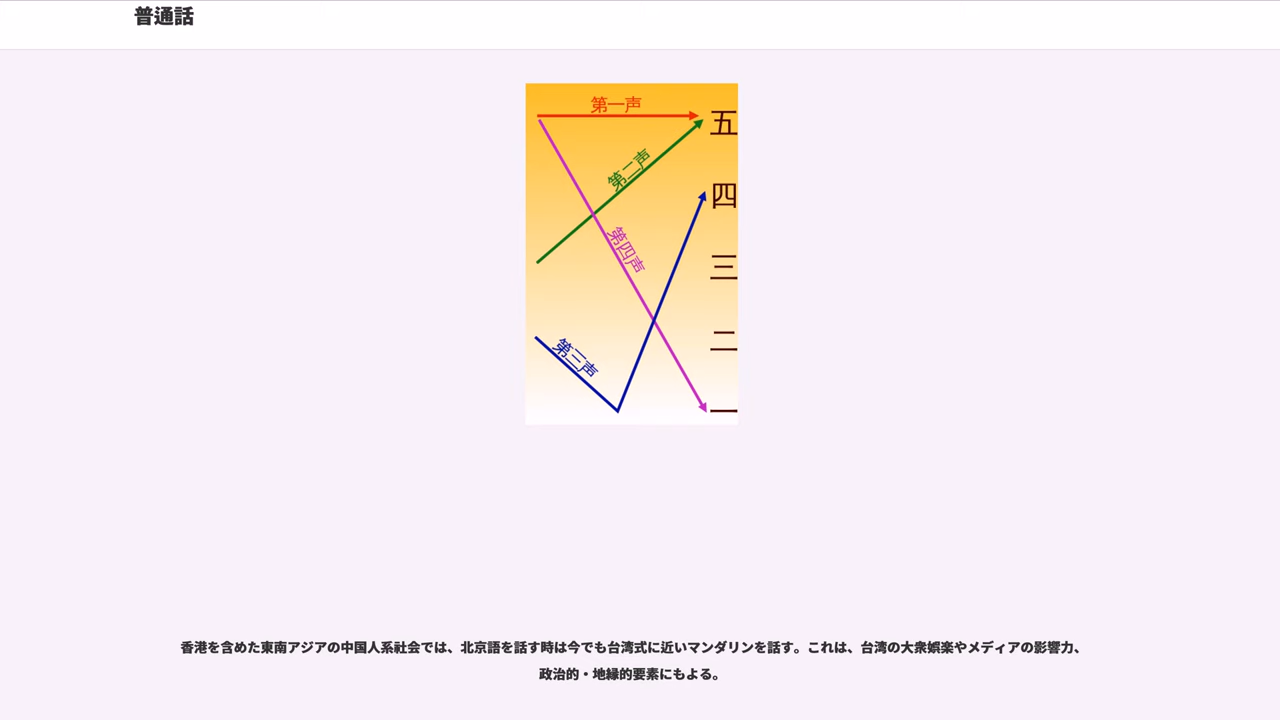 普通話
第一声
五
第二声
四
第四声
三
二
第三声
一
香港を含めた東南アジアの中国人系社会では、北京語を話す時は今でも台湾式に近いマンダリンを話す。これは、台湾の大衆娯楽やメディアの影響力、
政治的・地縁的要素にもよる。